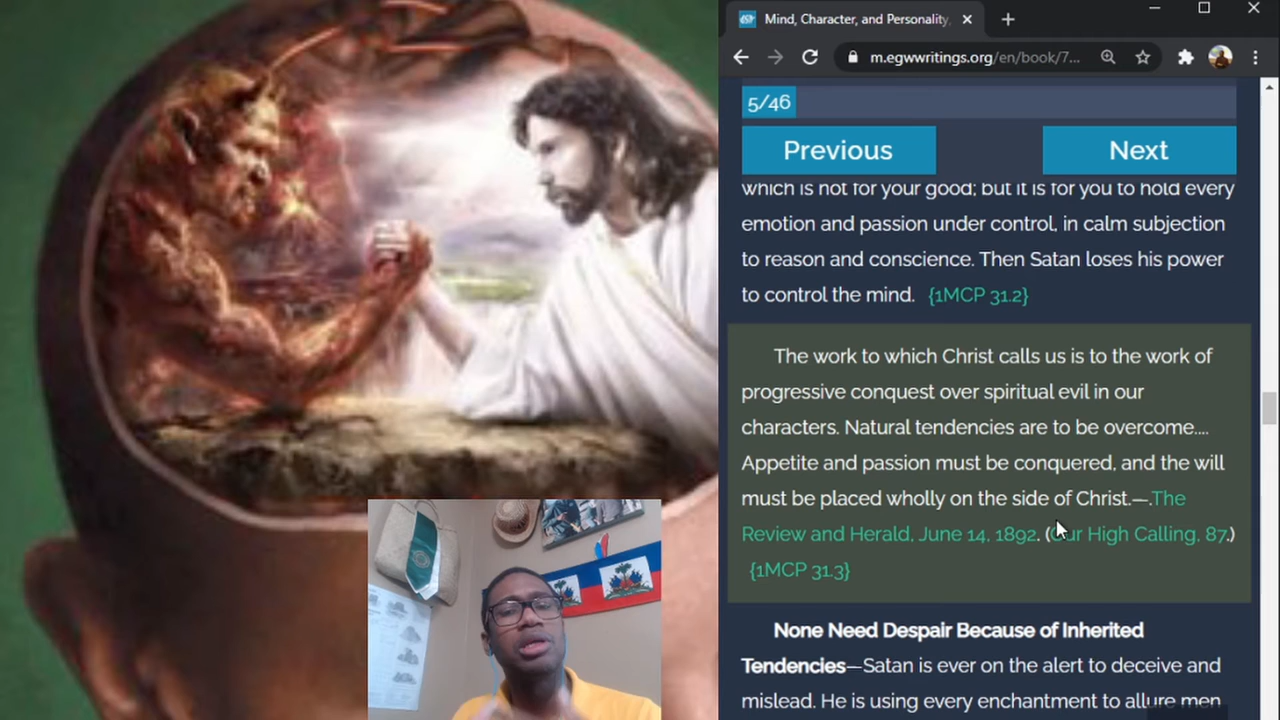 Mind, Character, and Personality,
m.egwwritings.org/en/book/7...
5/46
Previous
Next
which is not for your good; but it is for you to hold every
emotion and passion under control, in calm subjection
to reason and conscience. Then Satan loses his power
to control the mind. {1MCP 31.2}
The work to which Christ calls us is to the work of
progressive conquest over spiritual evil in our
characters. Natural tendencies are to be overcome....
Appetite and passion must be conquered, and the will
must be placed wholly on the side of Christ.—.The
Review and Herald, June 14, 1892. (Our High Calling, 87.)
{1MCP 31.3}
None Need Despair Because of Inherited
Tendencies—Satan is ever on the alert to deceive and
mislead. He is using every enchantment to allure men